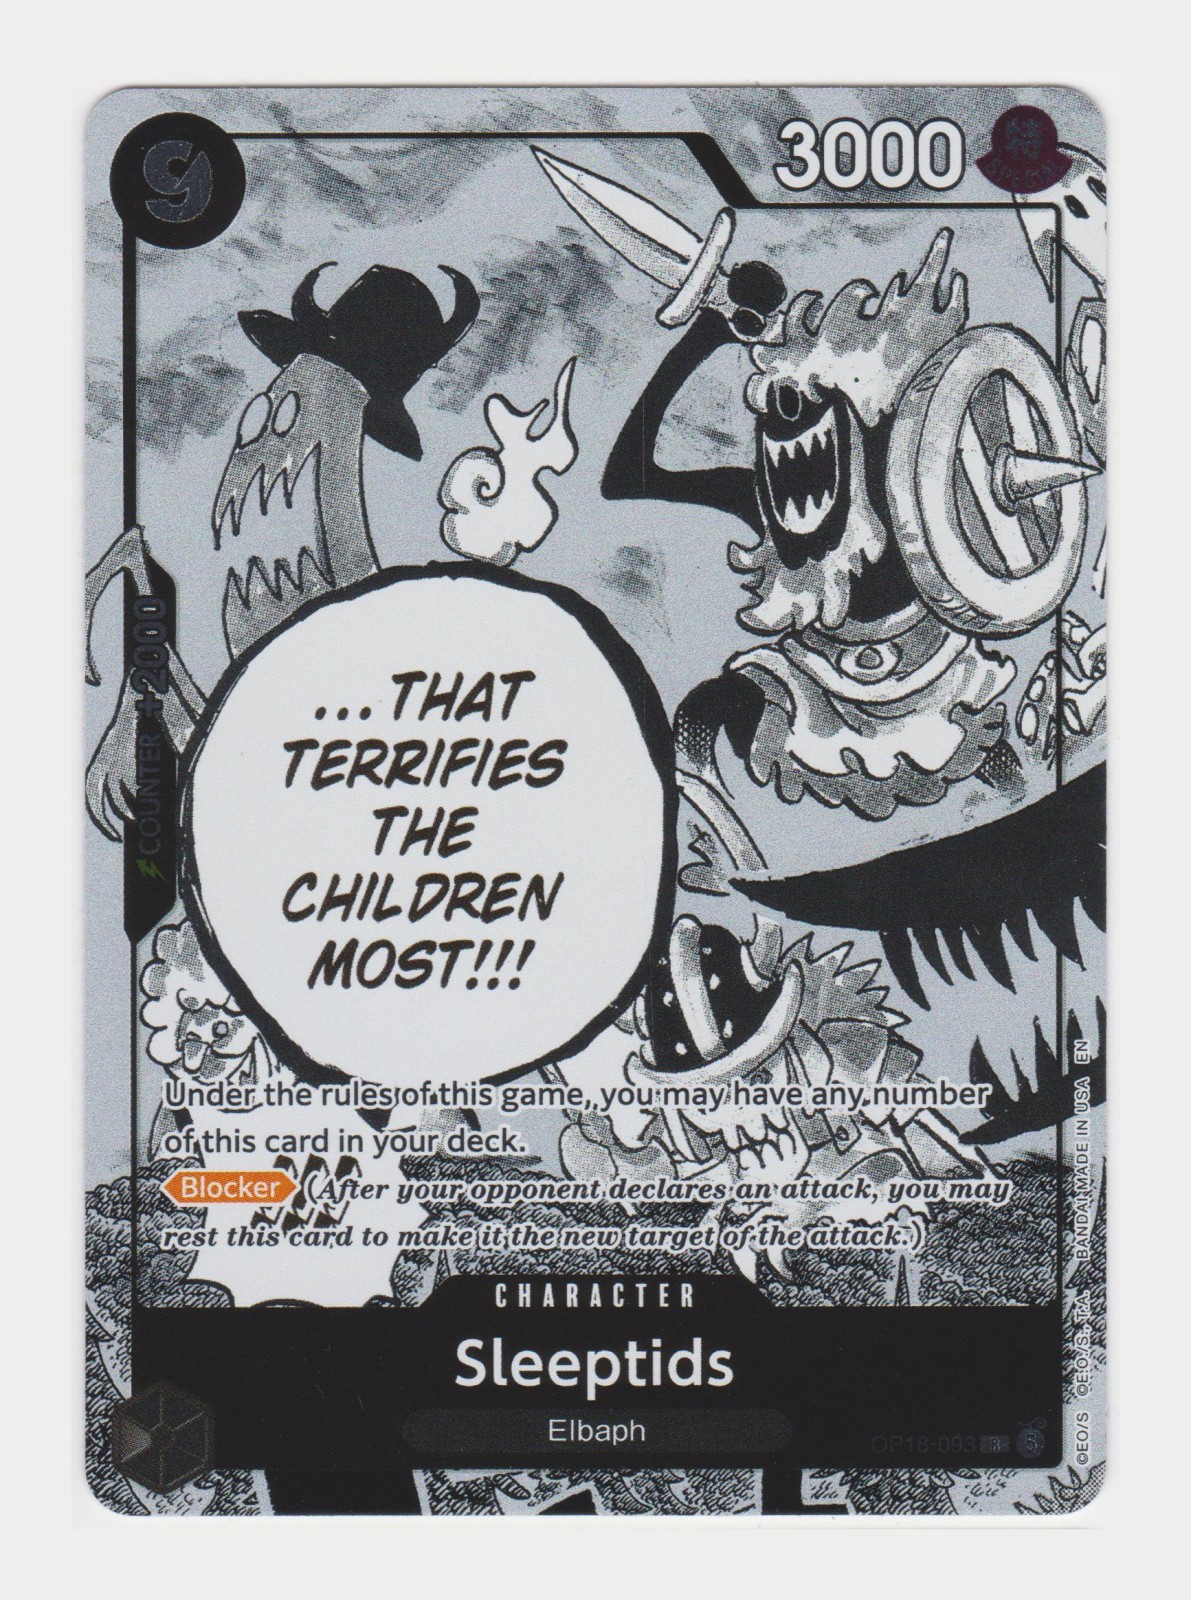 3000
特
SPECIAL
...THAT
TERRIFIES
THE
CHILDREN
MOST!!!
COUNTER +2000
Under the rules of this game, you may have any number
of this card in your deck.
Blocker (After your opponent declares an attack, you may
rest this card to make it the new target of the attack.)
CHARACTER
Sleeptids
Elbaph
OP18-093 R 5
©EO/S ©E.O./S., T.A. BANDAI MADE IN USA EN